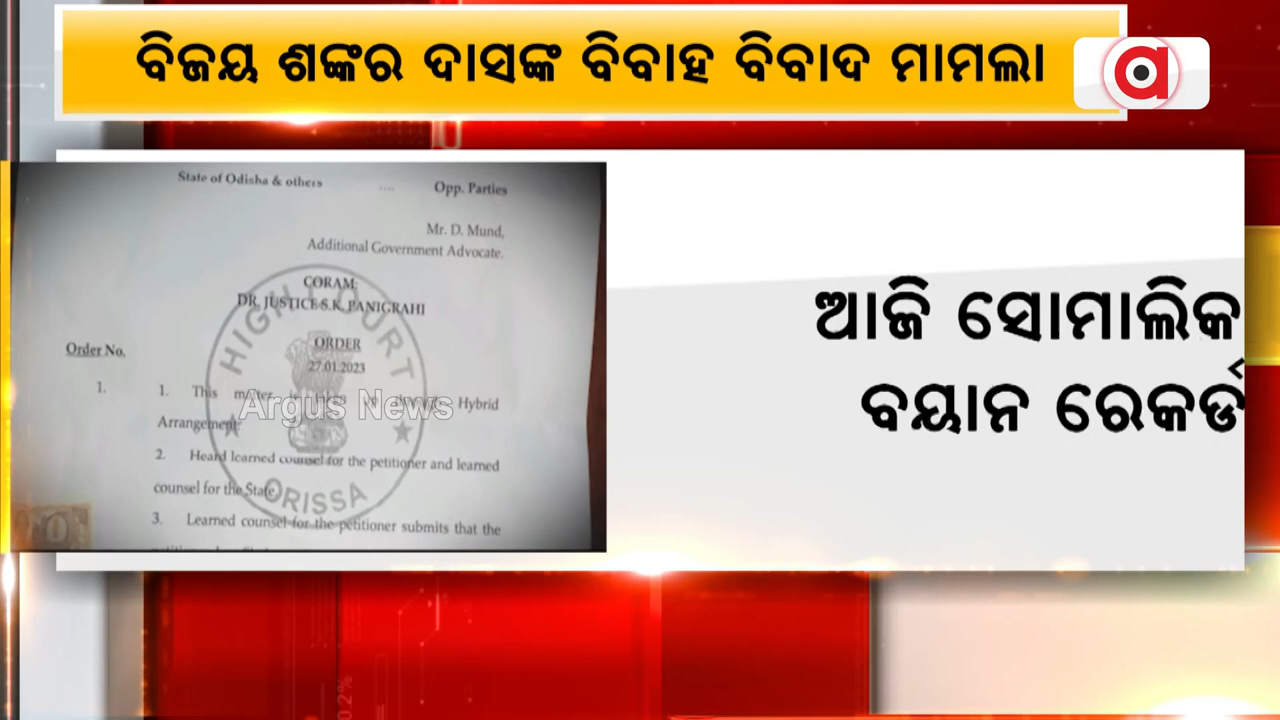 ବିଜୟ ଶଙ୍କର ଦାସଙ୍କ ବିବାହ ବିବାଦ ମାମଲା
a
State of Odisha & others .... Opp. Parties
Mr. D. Mund,
Additional Government Advocate.
CORAM:
DR. JUSTICE S.K. PANIGRAHI
ORDER
27.01.2023
Order No.
1. 1. This matter Hybrid
Arrangement.
2. Heard learned counsel for the petitioner and learned
counsel for the State.
3. Learned counsel for the petitioner submits that the
HIGH COURT
ORISSA
Argus News
ଆଜି ସୋମାଲିକ
ବୟାନ ରେକର୍ଡ